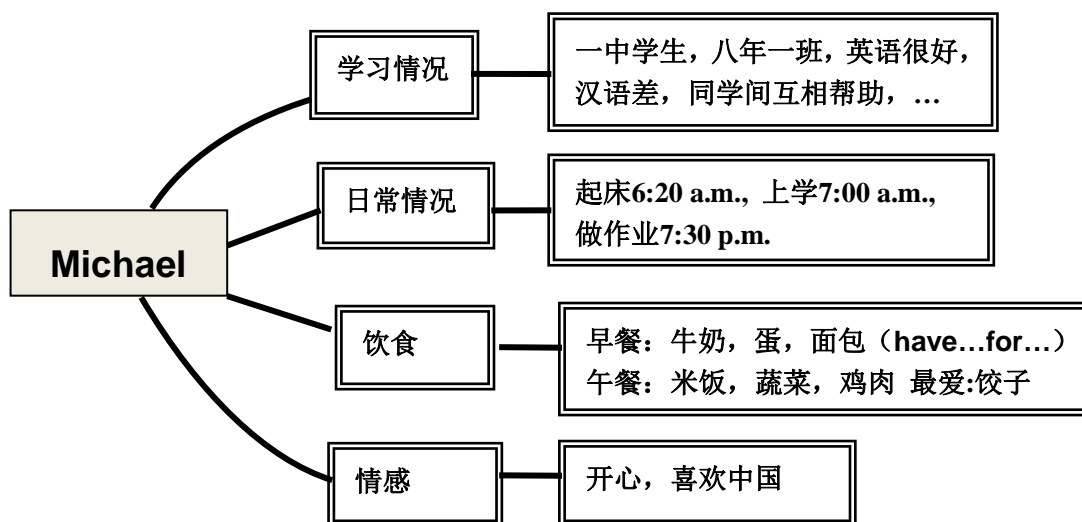 Michael
学习情况
一中学生，八年一班，英语很好，
汉语差，同学间互相帮助，…
日常情况
起床6:20 a.m., 上学7:00 a.m.,
做作业7:30 p.m.
饮食
早餐：牛奶，蛋，面包（have…for…）
午餐：米饭，蔬菜，鸡肉 最爱:饺子
情感
开心，喜欢中国